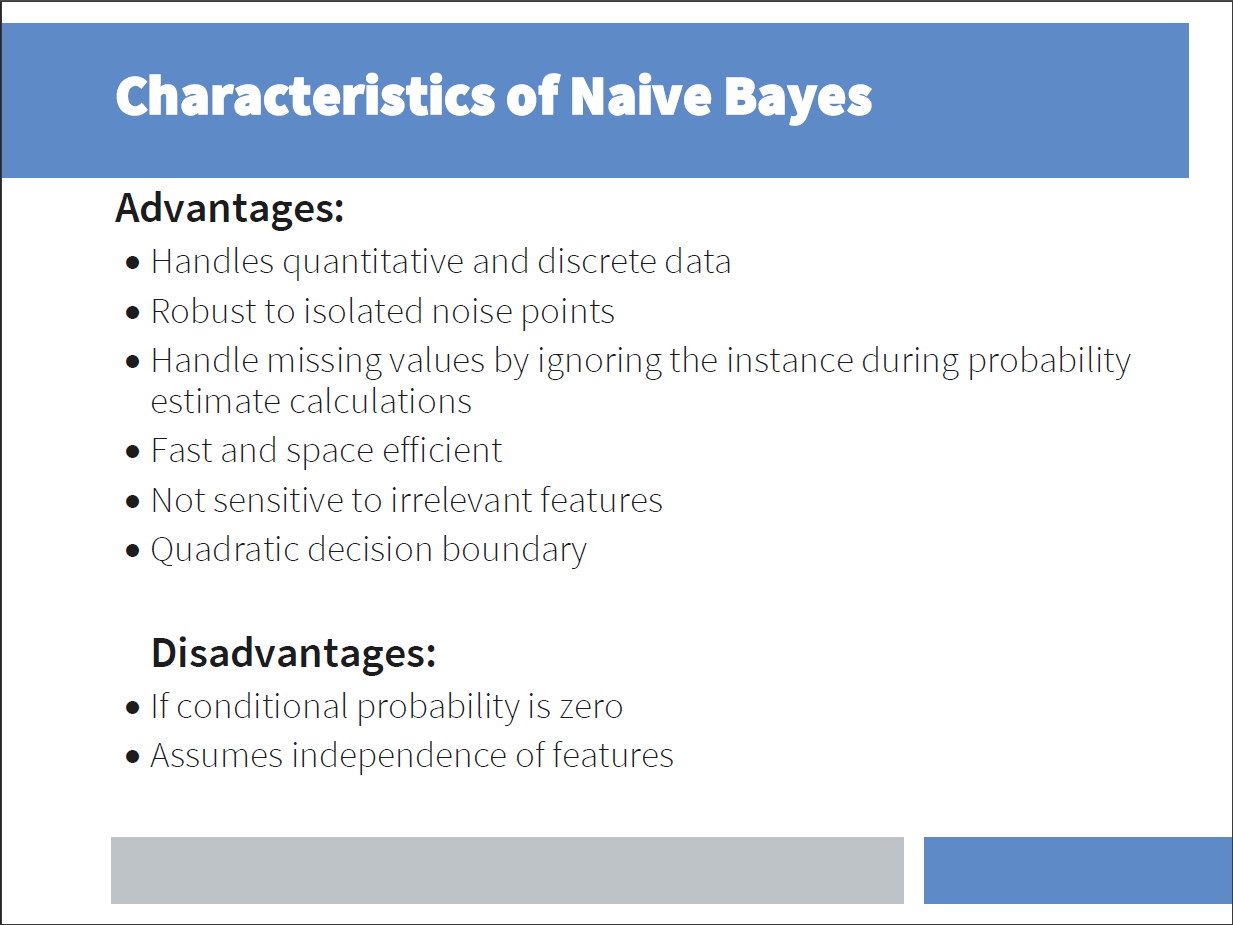 Characteristics of Naive Bayes
Advantages:
• Handles quantitative and discrete data
• Robust to isolated noise points
• Handle missing values by ignoring the instance during probability
estimate calculations
• Fast and space efficient
• Not sensitive to irrelevant features
• Quadratic decision boundary
Disadvantages:
• If conditional probability is zero
• Assumes independence of features